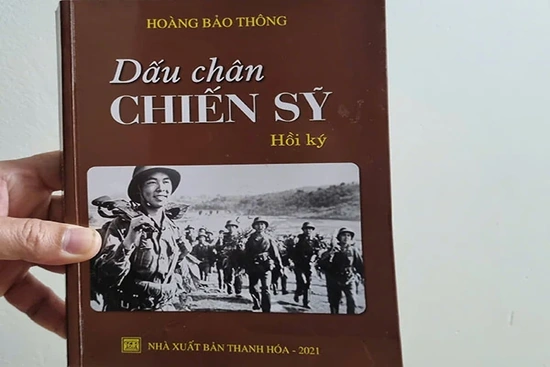 HOÀNG BẢO THÔNG
Dấu chân
CHIẾN SỸ
Hồi ký
NHÀ XUẤT BẢN THANH HÓA - 2021